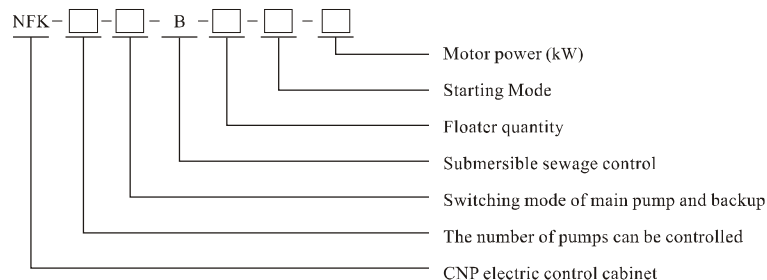 NFK- □ - □ - B - □ - □ - □
Motor power (kW)
Starting Mode
Floater quantity
Submersible sewage control
Switching mode of main pump and backup
The number of pumps can be controlled
CNP electric control cabinet